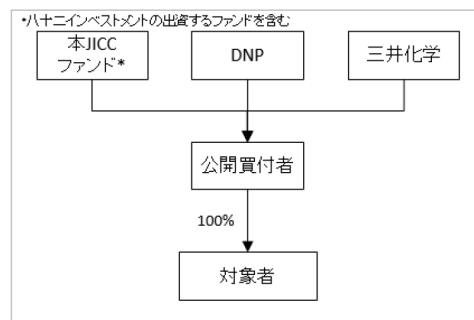 *八十二インベストメントの出資するファンドを含む
本JICC
ファンド*
DNP
三井化学
公開買付者
100%
対象者